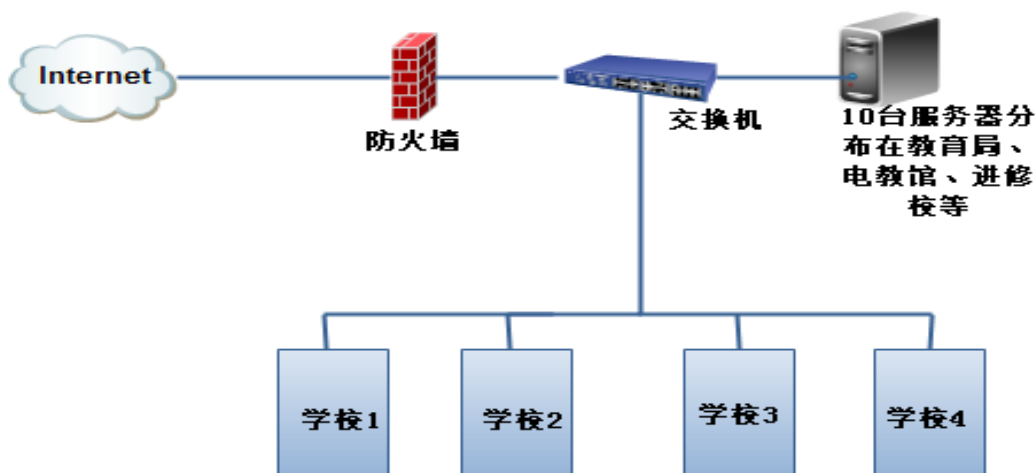 Internet
防火墙
交换机
10台服务器分
布在教育局、
电教馆、进修
校等
学校1
学校2
学校3
学校4